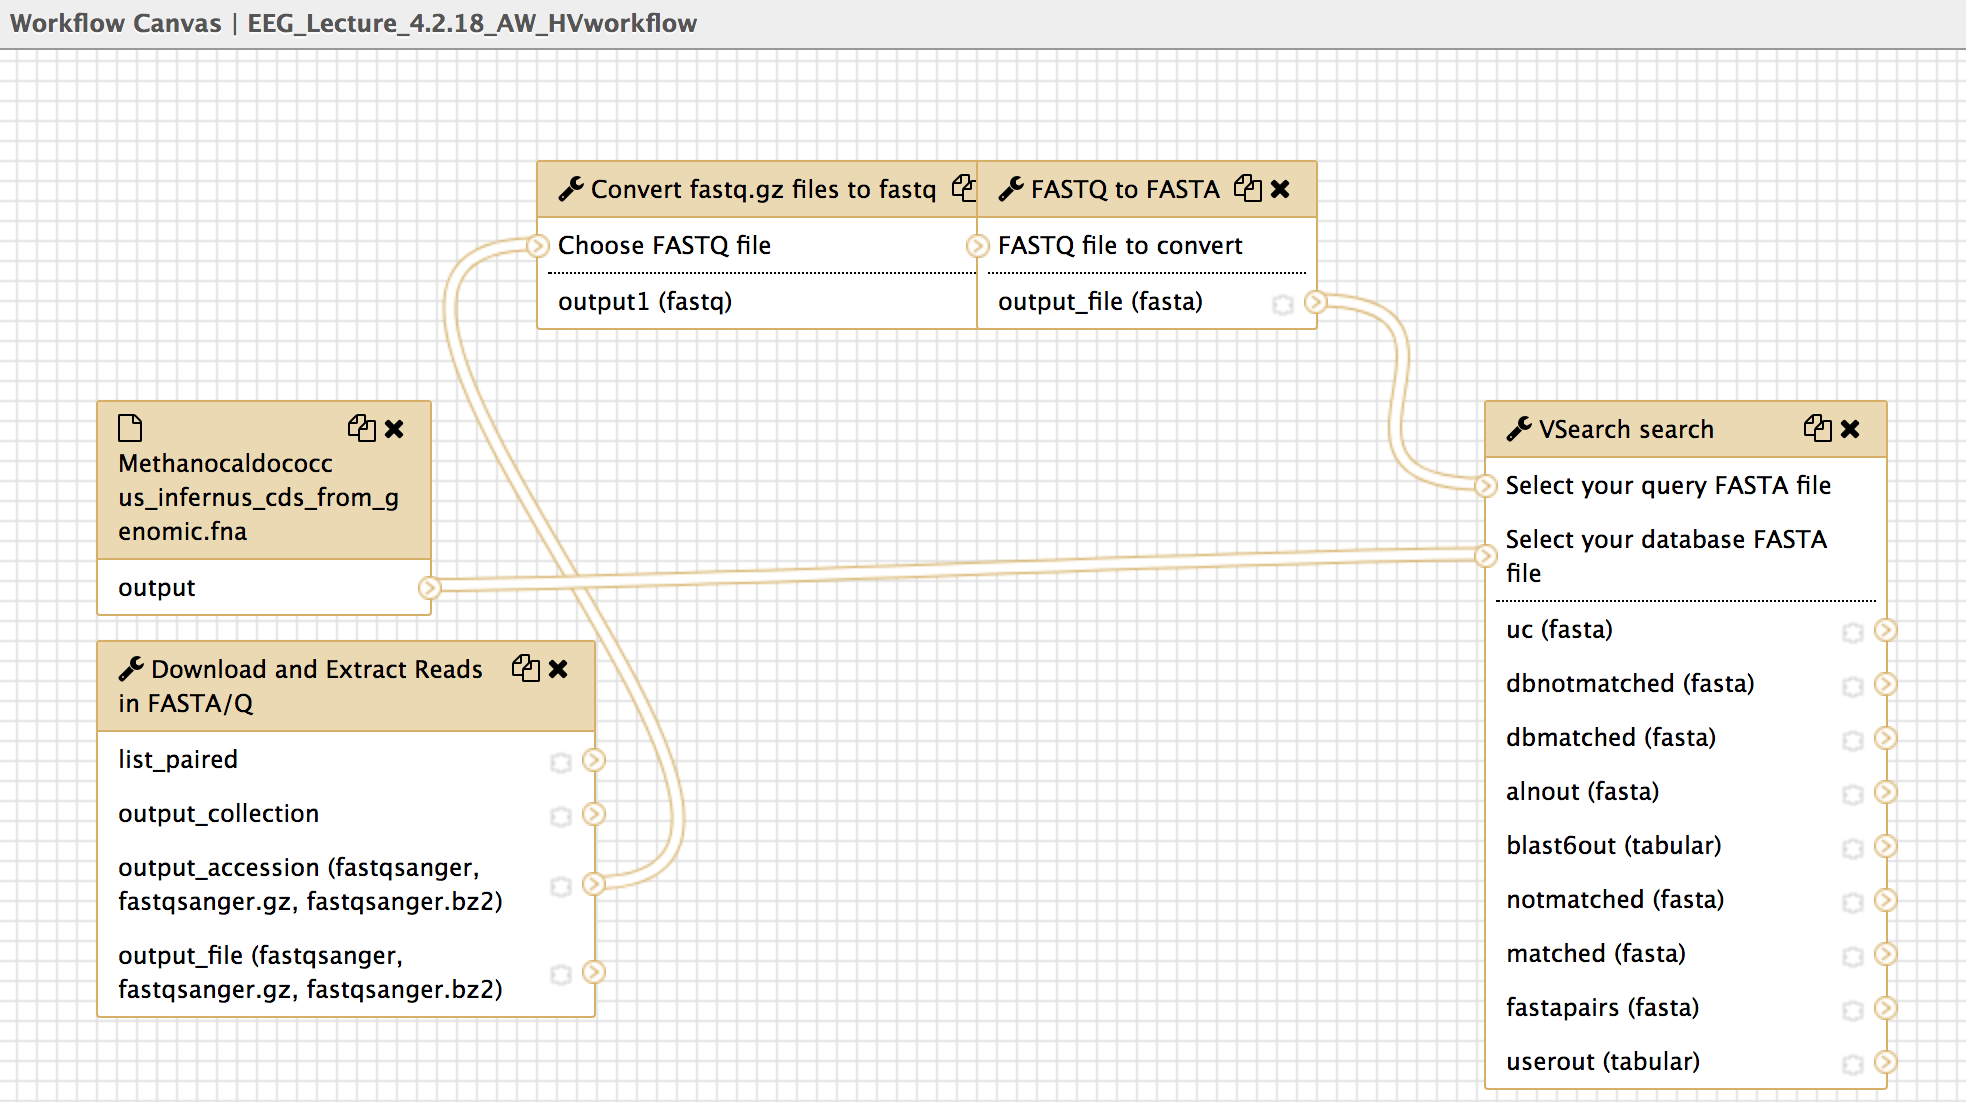 Workflow Canvas | EEG_Lecture_4.2.18_AW_HVworkflow
Convert fastq.gz files to fastq
Choose FASTQ file
output1 (fastq)
FASTQ to FASTA
FASTQ file to convert
output_file (fasta)
Methanocaldococc
us_infernus_cds_from_g
enomic.fna
output
Download and Extract Reads
in FASTA/Q
list_paired
output_collection
output_accession (fastqsanger,
fastqsanger.gz, fastqsanger.bz2)
output_file (fastqsanger,
fastqsanger.gz, fastqsanger.bz2)
VSearch search
Select your query FASTA file
Select your database FASTA
file
uc (fasta)
dbnotmatched (fasta)
dbmatched (fasta)
alnout (fasta)
blast6out (tabular)
notmatched (fasta)
matched (fasta)
fastapairs (fasta)
userout (tabular)